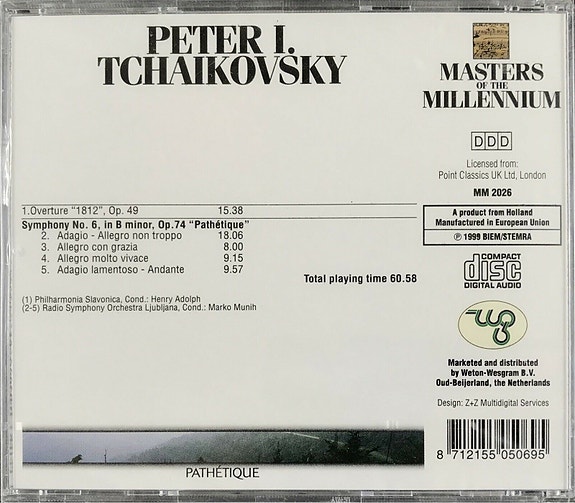 PETER I.
TCHAIKOVSKY
MASTERS
OF THE
MILLENNIUM
DDD
Licensed from:
Point Classics UK Ltd, London
MM 2026
A product from Holland
Manufactured in European Union
℗ 1999 BIEM/STEMRA
COMPACT
disc
DIGITAL AUDIO
Marketed and distributed
by Weton-Wesgram B.V.
Oud-Beijerland, the Netherlands
Design: Z+Z Multidigital Services
1.Overture "1812", Op. 49 15.38
Symphony No. 6, in B minor, Op.74 "Pathétique"
2. Adagio - Allegro non troppo 18.06
3. Allegro con grazia 8.00
4. Allegro molto vivace 9.15
5. Adagio lamentoso - Andante 9.57
Total playing time 60.58
(1) Philharmonia Slavonica, Cond.: Henry Adolph
(2-5) Radio Symphony Orchestra Ljubljana, Cond.: Marko Munih
PATHÉTIQUE
8 712155 050695